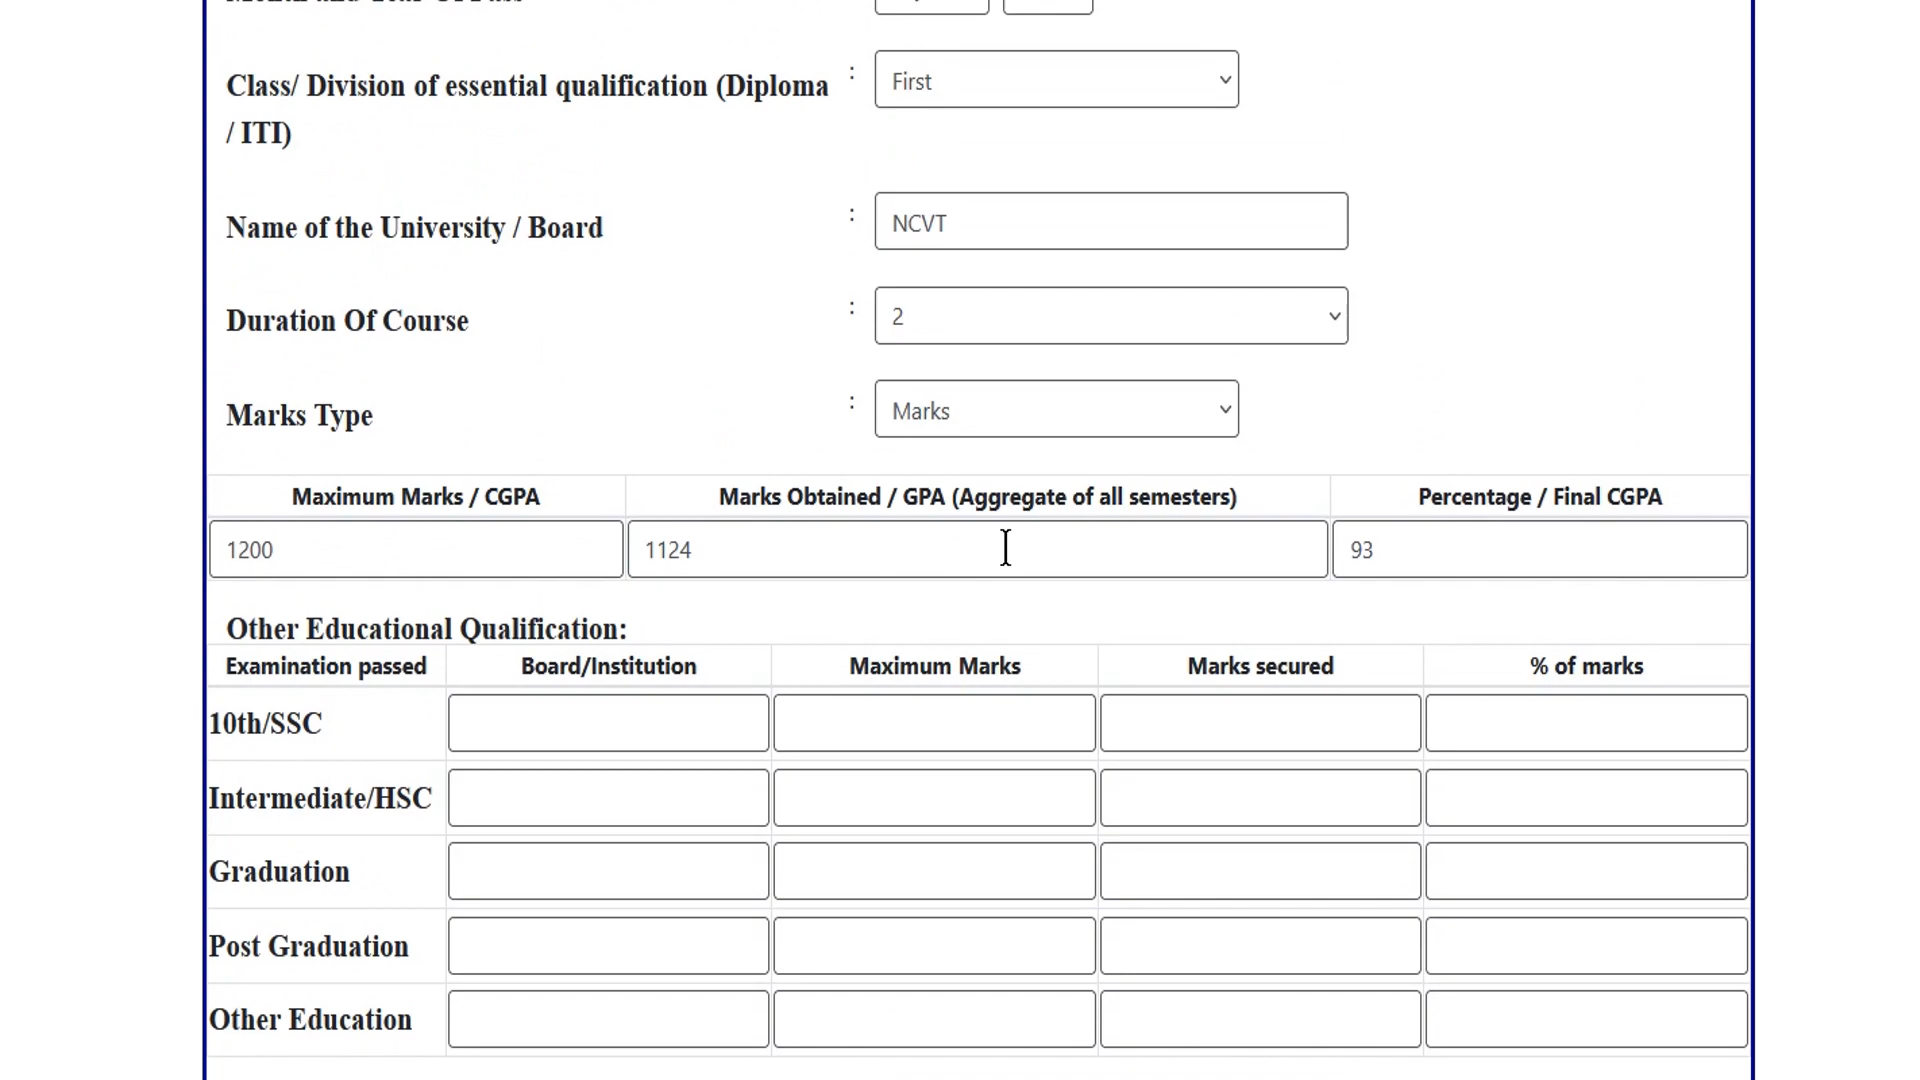 Class/ Division of essential qualification (Diploma : First
/ ITI)
Name of the University / Board : NCVT
Duration Of Course : 2
Marks Type : Marks
Maximum Marks / CGPA Marks Obtained / GPA (Aggregate of all semesters) Percentage / Final CGPA
1200 1124 93
Other Educational Qualification:
Examination passed Board/Institution Maximum Marks Marks secured % of marks
10th/SSC
Intermediate/HSC
Graduation
Post Graduation
Other Education